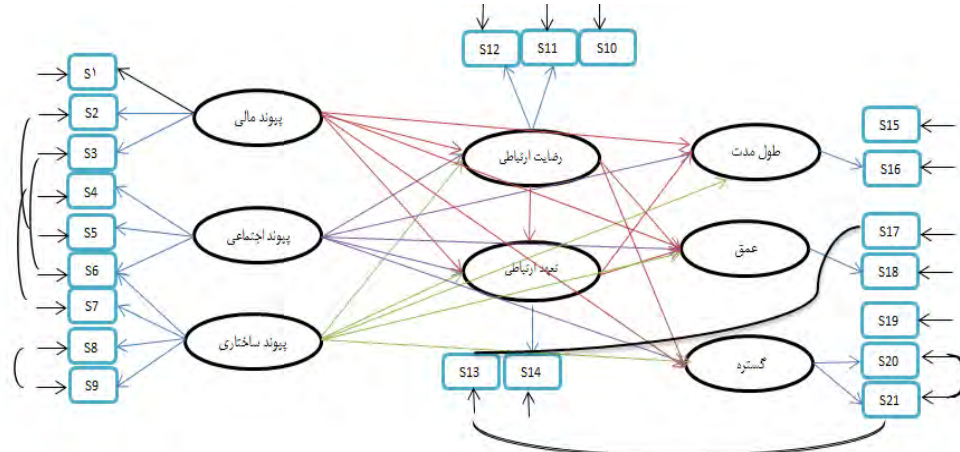 S12
S11
S10
S۱
S2
S3
S4
S5
S6
S7
S8
S9
پیوند مالی
پیوند اجتماعی
پیوند ساختاری
رضایت ارتباطی
تعهد ارتباطی
S13
S14
طول مدت
عمق
گستره
S15
S16
S17
S18
S19
S20
S21